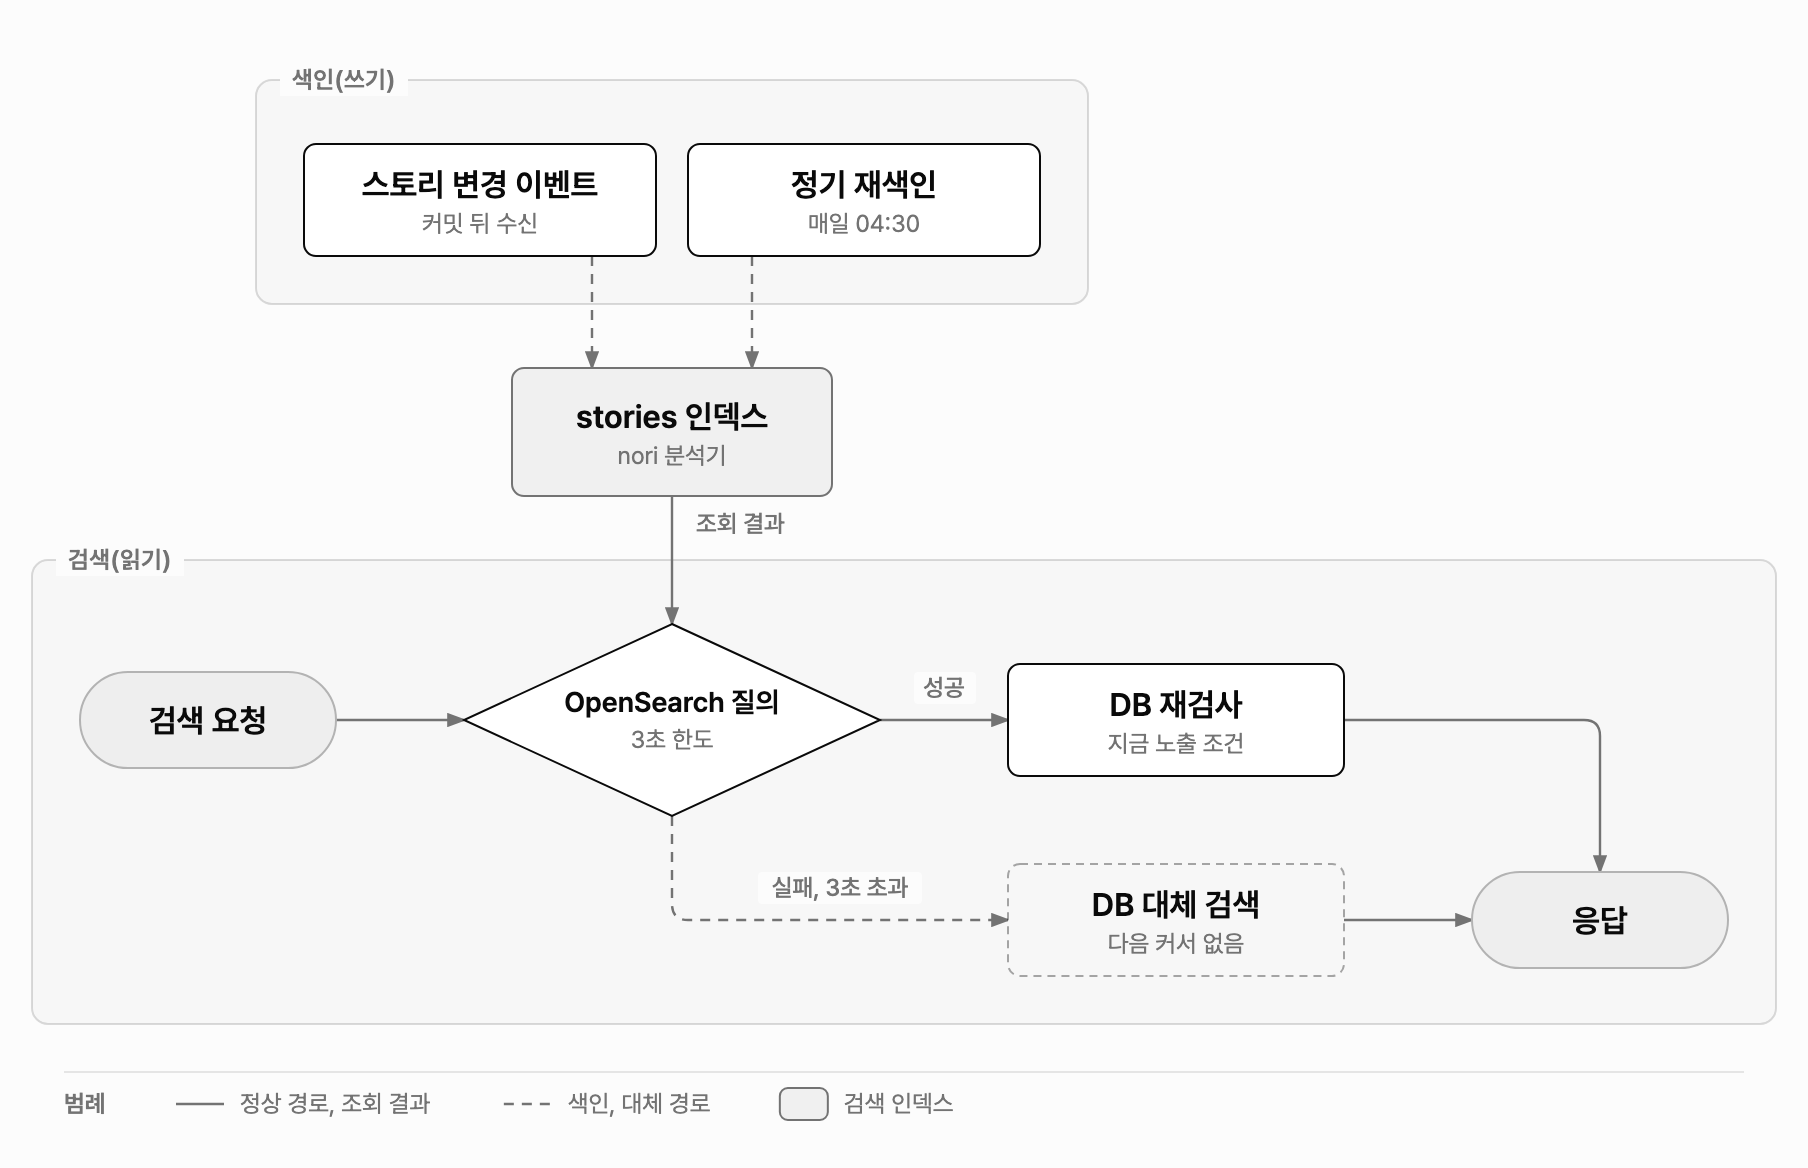 색인(쓰기)
스토리 변경 이벤트
커밋 뒤 수신
정기 재색인
매일 04:30
stories 인덱스
nori 분석기
조회 결과
검색(읽기)
검색 요청
OpenSearch 질의
3초 한도
성공
DB 재검사
지금 노출 조건
실패, 3초 초과
DB 대체 검색
다음 커서 없음
응답
범례
정상 경로, 조회 결과
색인, 대체 경로
검색 인덱스